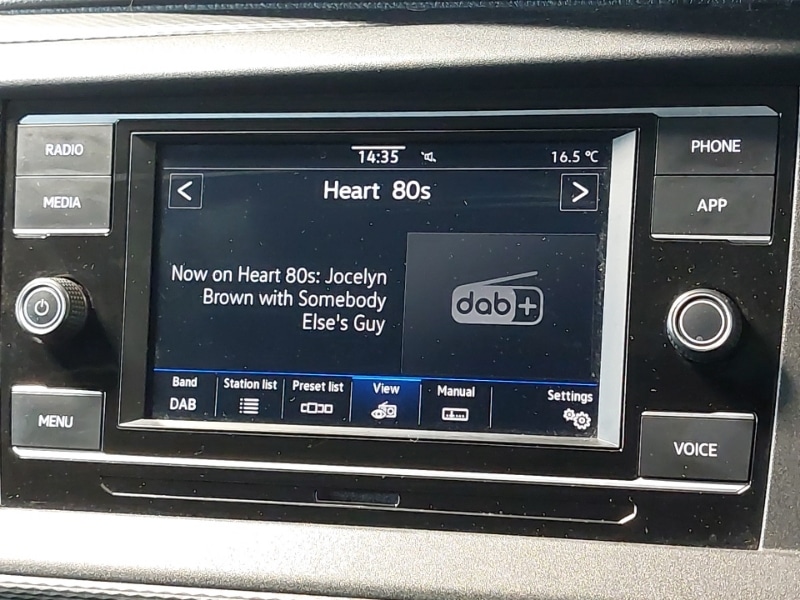 RADIO
MEDIA
MENU
14:35
16.5 °C
<
Heart 80s
>
Now on Heart 80s: Jocelyn
Brown with Somebody
Else's Guy
dab+
Band
DAB
Station list
Preset list
View
Manual
Settings
PHONE
APP
VOICE